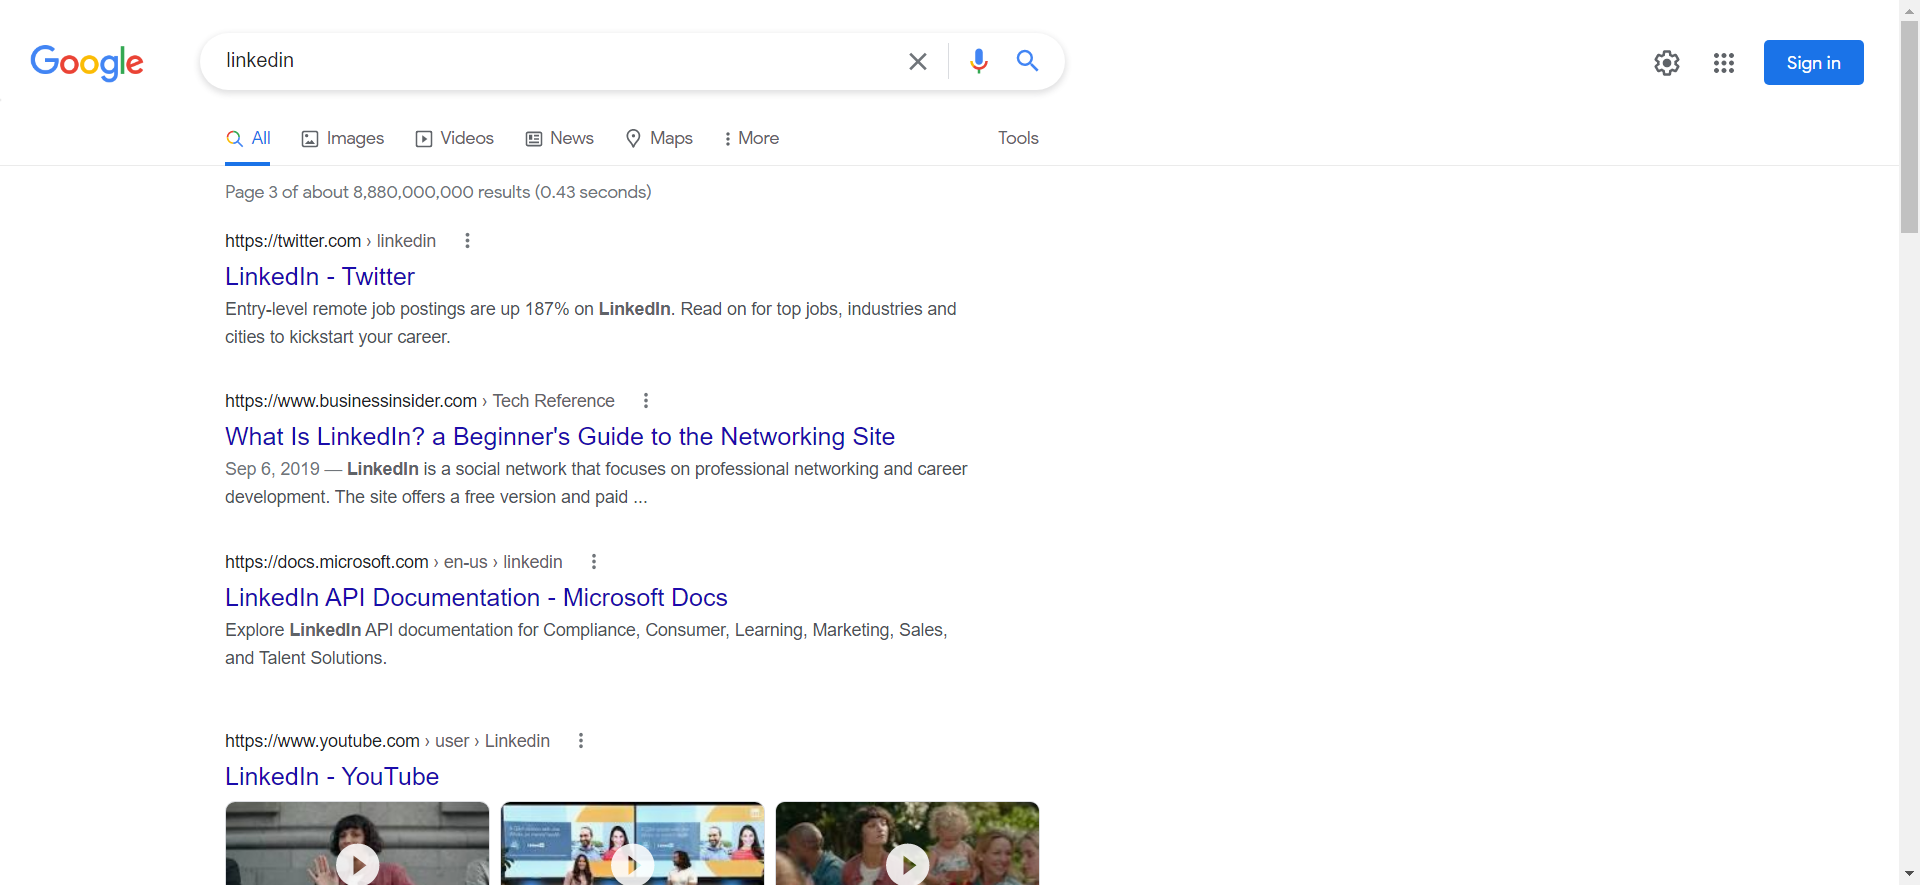 Google
linkedin
Sign in
All
Images
Videos
News
Maps
More
Tools
Page 3 of about 8,880,000,000 results (0.43 seconds)
https://twitter.com › linkedin
LinkedIn - Twitter
Entry-level remote job postings are up 187% on LinkedIn. Read on for top jobs, industries and
cities to kickstart your career.
https://www.businessinsider.com › Tech Reference
What Is LinkedIn? a Beginner's Guide to the Networking Site
Sep 6, 2019 — LinkedIn is a social network that focuses on professional networking and career
development. The site offers a free version and paid ...
https://docs.microsoft.com › en-us › linkedin
LinkedIn API Documentation - Microsoft Docs
Explore LinkedIn API documentation for Compliance, Consumer, Learning, Marketing, Sales,
and Talent Solutions.
https://www.youtube.com › user › Linkedin
LinkedIn - YouTube